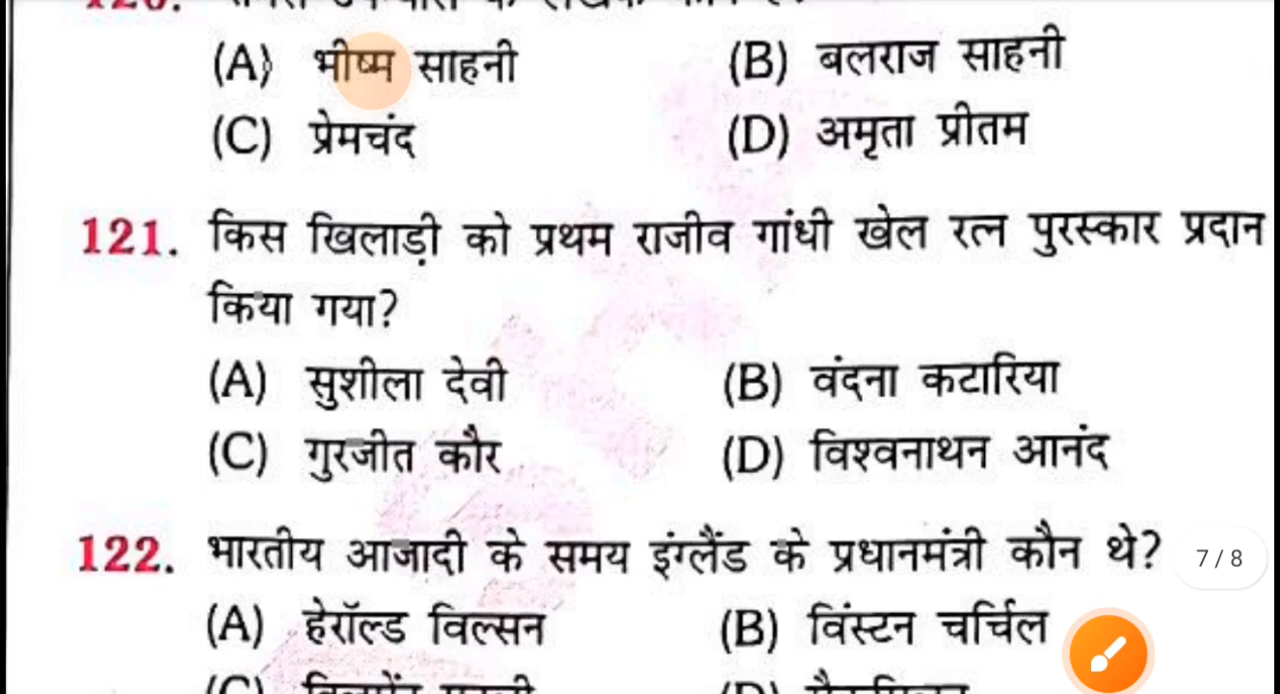 120.
(A) भीष्म साहनी (B) बलराज साहनी
(C) प्रेमचंद (D) अमृता प्रीतम
121. किस खिलाड़ी को प्रथम राजीव गांधी खेल रत्न पुरस्कार प्रदान
किया गया?
(A) सुशीला देवी (B) वंदना कटारिया
(C) गुरजीत कौर (D) विश्वनाथन आनंद
122. भारतीय आजादी के समय इंग्लैंड के प्रधानमंत्री कौन थे?
7/8
(A) हेरॉल्ड विल्सन (B) विंस्टन चर्चिल
(C) (D)